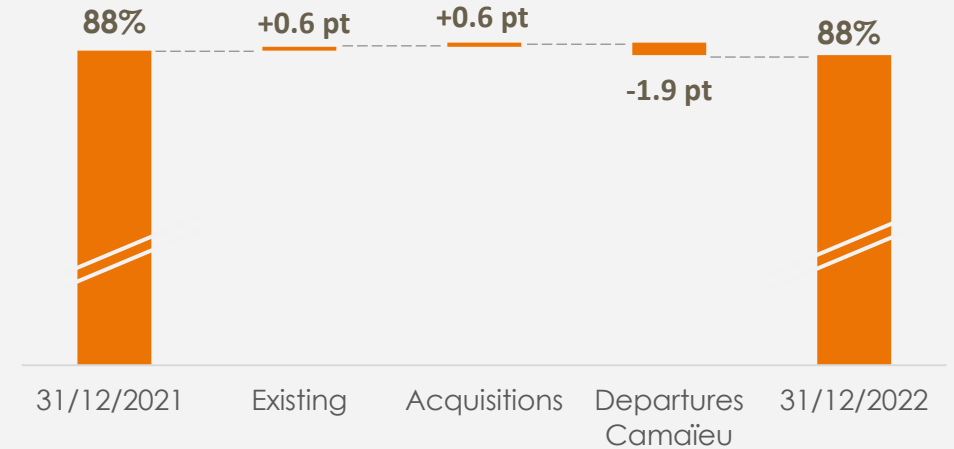 88%
+0.6 pt
+0.6 pt
-1.9 pt
88%
31/12/2021
Existing
Acquisitions
Departures
Camaïeu
31/12/2022